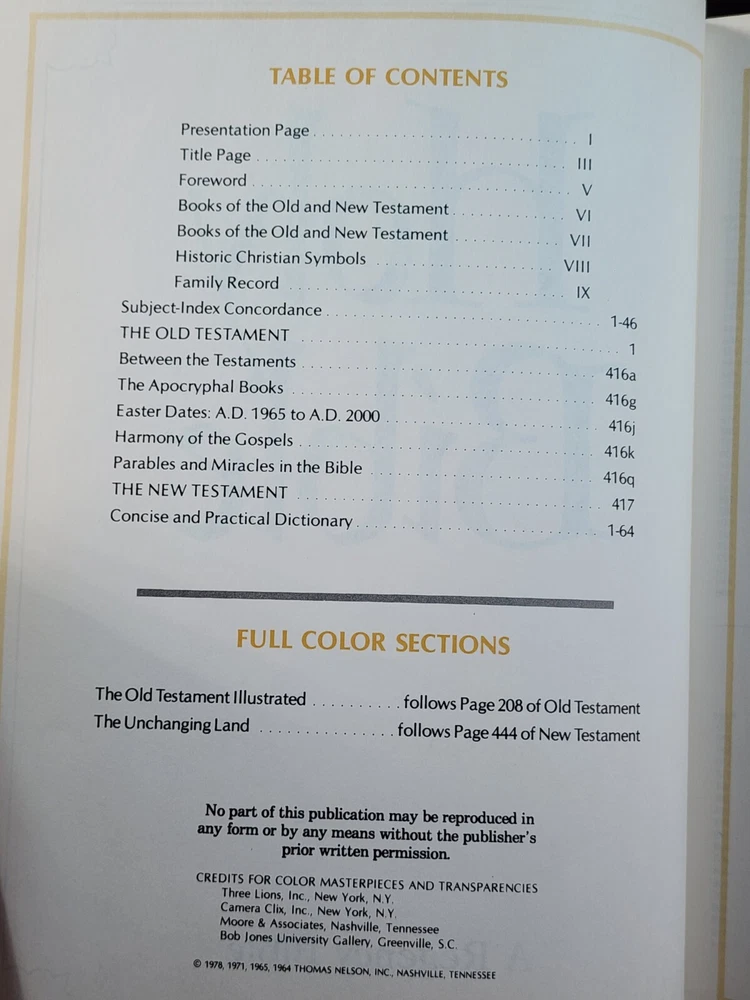 TABLE OF CONTENTS
Presentation Page . . . . . . . . . . . . . . . . . . . . . . . . . . . . . . I
Title Page . . . . . . . . . . . . . . . . . . . . . . . . . . . . . . . . . . . . III
Foreword . . . . . . . . . . . . . . . . . . . . . . . . . . . . . . . . . . . . . V
Books of the Old and New Testament . . . . . . . . . . . . . VI
Books of the Old and New Testament . . . . . . . . . . . . VII
Historic Christian Symbols . . . . . . . . . . . . . . . . . . . . VIII
Family Record . . . . . . . . . . . . . . . . . . . . . . . . . . . . . . . IX
Subject-Index Concordance . . . . . . . . . . . . . . . . . . . . . . . . . . . . . . 1-46
THE OLD TESTAMENT . . . . . . . . . . . . . . . . . . . . . . . . . . . . . . . . . . . 1
Between the Testaments . . . . . . . . . . . . . . . . . . . . . . . . . . . . . . . . 416a
The Apocryphal Books . . . . . . . . . . . . . . . . . . . . . . . . . . . . . . . . . . 416g
Easter Dates: A.D. 1965 to A.D. 2000 . . . . . . . . . . . . . . . . . . . . . . . . 416j
Harmony of the Gospels . . . . . . . . . . . . . . . . . . . . . . . . . . . . . . . . . 416k
Parables and Miracles in the Bible . . . . . . . . . . . . . . . . . . . . . . . . . 416q
THE NEW TESTAMENT . . . . . . . . . . . . . . . . . . . . . . . . . . . . . . . . . . 417
Concise and Practical Dictionary . . . . . . . . . . . . . . . . . . . . . . . . . . 1-64
FULL COLOR SECTIONS
The Old Testament Illustrated . . . . . . . . . . follows Page 208 of Old Testament
The Unchanging Land . . . . . . . . . . . . . . . follows Page 444 of New Testament
No part of this publication may be reproduced in
any form or by any means without the publisher's
prior written permission.
CREDITS FOR COLOR MASTERPIECES AND TRANSPARENCIES
Three Lions, Inc., New York, N.Y.
Camera Clix, Inc., New York, N.Y.
Moore & Associates, Nashville, Tennessee
Bob Jones University Gallery, Greenville, S.C.
© 1978, 1971, 1965, 1964 THOMAS NELSON, INC., NASHVILLE, TENNESSEE